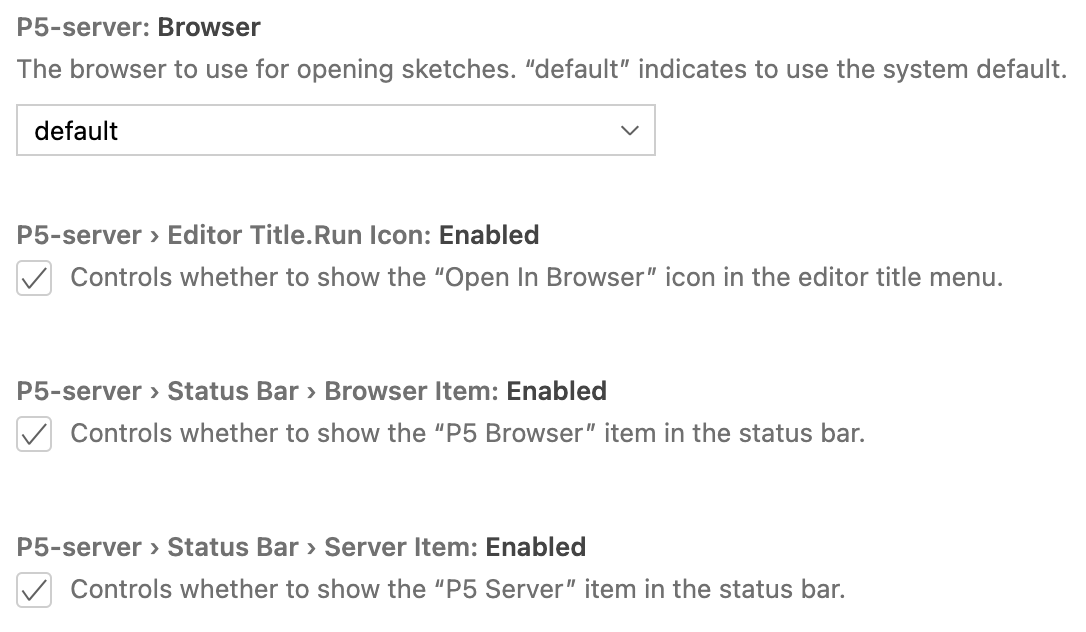 P5-server: Browser
The browser to use for opening sketches. “default” indicates to use the system default.
default
P5-server › Editor Title.Run Icon: Enabled
Controls whether to show the “Open In Browser” icon in the editor title menu.
P5-server › Status Bar › Browser Item: Enabled
Controls whether to show the “P5 Browser” item in the status bar.
P5-server › Status Bar › Server Item: Enabled
Controls whether to show the “P5 Server” item in the status bar.